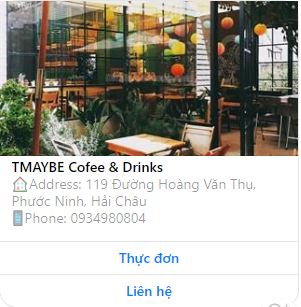 TMAYBE Cofee & Drinks
🏠Address: 119 Đường Hoàng Văn Thụ,
Phước Ninh, Hải Châu
📱Phone: 0934980804
Thực đơn
Liên hệ